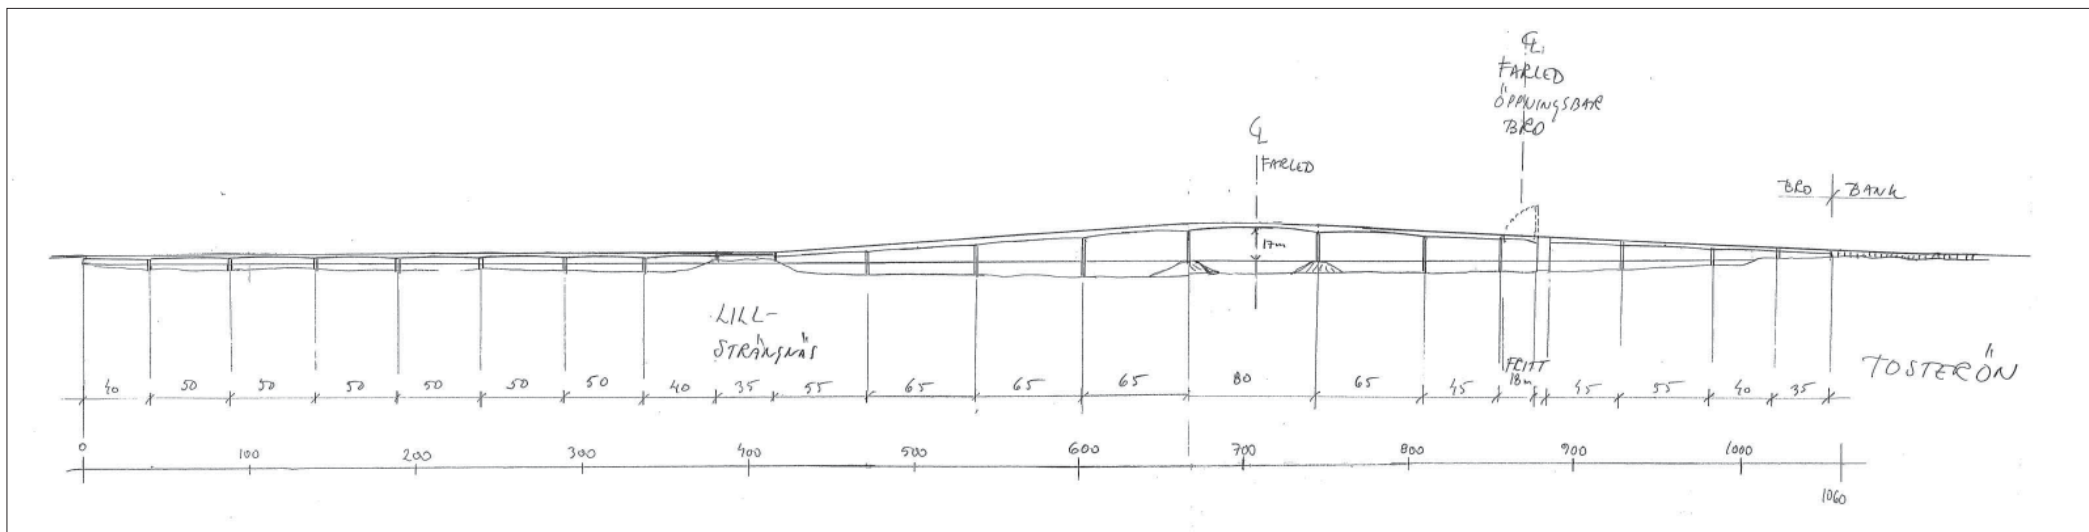 ℄
FARLED
ÖPPNINGSBAR
BRO
℄
FARLED
BRO
BANK
17m
LILL-
STRÄNGNÄS
FRITT
18m
TOSTERÖN
40 50 50 50 50 50 50 40 35 55 65 65 65 80 65 45 45 55 40 35
0 100 200 300 400 500 600 700 800 900 1000
1060